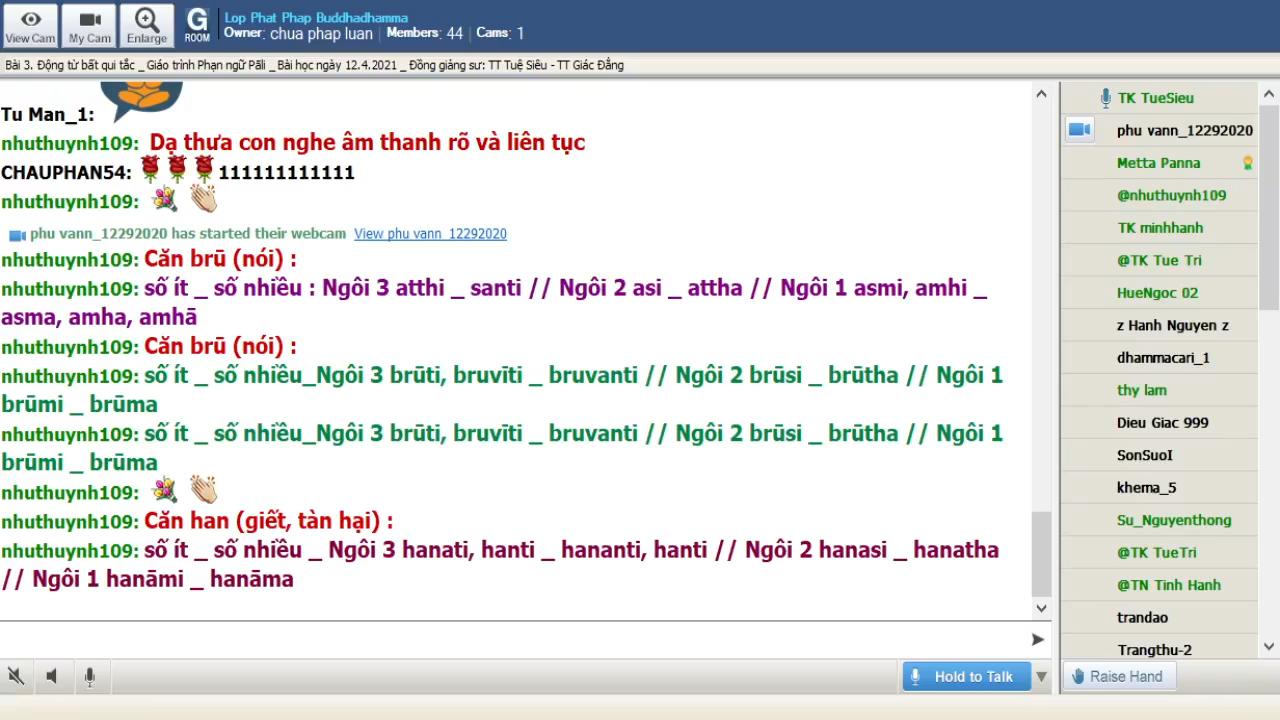 View Cam
My Cam
Enlarge
G
ROOM
Lop Phat Phap Buddhadhamma
Owner: chua phap luan | Members: 44 | Cams: 1
Bài 3. Động từ bất qui tắc _ Giáo trình Phạn ngữ Pāli _ Bài học ngày 12.4.2021 _ Đồng giảng sư: TT Tuệ Siêu - TT Giác Đẳng
Tu Man_1:
nhuthuynh109: Dạ thưa con nghe âm thanh rõ và liên tục
CHAUPHAN54: 111111111111
nhuthuynh109:
phu vann_12292020 has started their webcam View phu vann_12292020
nhuthuynh109: Căn brū (nói) :
nhuthuynh109: số ít _ số nhiều : Ngôi 3 atthi _ santi // Ngôi 2 asi _ attha // Ngôi 1 asmi, amhi _
asma, amha, amhā
nhuthuynh109: Căn brū (nói) :
nhuthuynh109: số ít _ số nhiều_Ngôi 3 brūti, bruvīti _ bruvanti // Ngôi 2 brūsi _ brūtha // Ngôi 1
brūmi _ brūma
nhuthuynh109: số ít _ số nhiều_Ngôi 3 brūti, bruvīti _ bruvanti // Ngôi 2 brūsi _ brūtha // Ngôi 1
brūmi _ brūma
nhuthuynh109:
nhuthuynh109: Căn han (giết, tàn hại) :
nhuthuynh109: số ít _ số nhiều _ Ngôi 3 hanati, hanti _ hananti, hanti // Ngôi 2 hanasi _ hanatha
// Ngôi 1 hanāmi _ hanāma
TK TueSieu
phu vann_12292020
Metta Panna
@nhuthuynh109
TK minhhanh
@TK Tue Tri
HueNgoc 02
z Hanh Nguyen z
dhammacari_1
thy lam
Dieu Giac 999
SonSuoI
khema_5
Su_Nguyenthong
@TK TueTri
@TN Tinh Hanh
trandao
Trangthu-2
Hold to Talk
Raise Hand